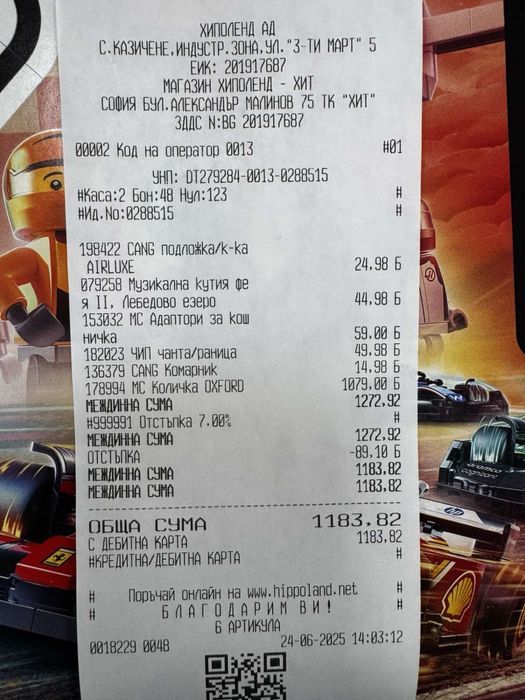 ХИПОЛЕНД АД
С.КАЗИЧЕНЕ,ИНДУСТР.ЗОНА,УЛ."3-ТИ МАРТ" 5
ЕИК: 201917687
МАГАЗИН ХИПОЛЕНД - ХИТ
СОФИЯ БУЛ.АЛЕКСАНДЪР МАЛИНОВ 75 ТК "ХИТ"
ЗДДС N:BG 201917687
00002 Код на оператор 0013 #01
УНП: DT279284-0013-0288515
#Каса:2 Бон:48 Нул:123 #
#Ид.No:0288515 #
198422 CANG подложка/к-ка
AIRLUXE 24.98 Б
079258 Музикална кутия фе
я II, Лебедово езеро 44.98 Б
153032 MC Адаптори за кош
ничка 59.00 Б
182023 ЧИП чанта/раница 49.98 Б
136379 CANG Комарник 14.98 Б
178994 MC Количка OXFORD 1079.00 Б
МЕЖДИННА СУМА 1272.92
#999991 Отстъпка 7.00% #
МЕЖДИННА СУМА 1272.92
ОТСТЪПКА -89.10 Б
МЕЖДИННА СУМА 1183.82
МЕЖДИННА СУМА 1183.82
ОБЩА СУМА 1183.82
С ДЕБИТНА КАРТА 1183.82
#КРЕДИТНА/ДЕБИТНА КАРТА #
# Поръчай онлайн на www.hippoland.net #
# Б Л А Г О Д А Р И М В И ! #
6 АРТИКУЛА
0018229 0048 24-06-2025 14:03:12
aramco
cognizant